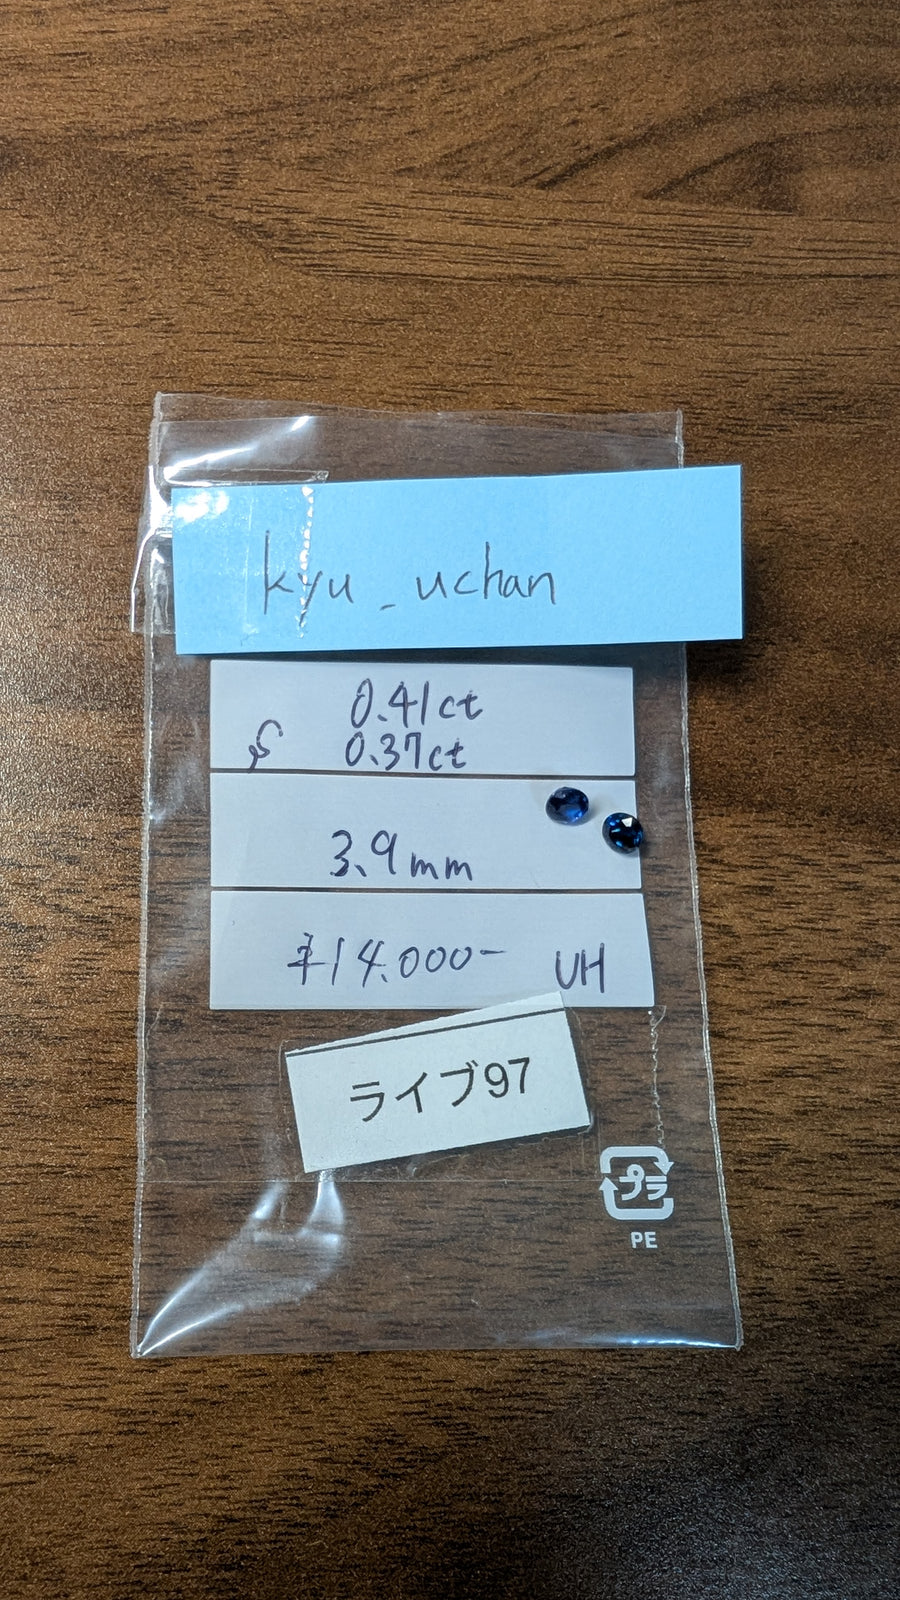 kyu_uchan
0.41ct
S 0.37ct
3.9mm
¥14.000-
UH
ライブ97
プラ
PE